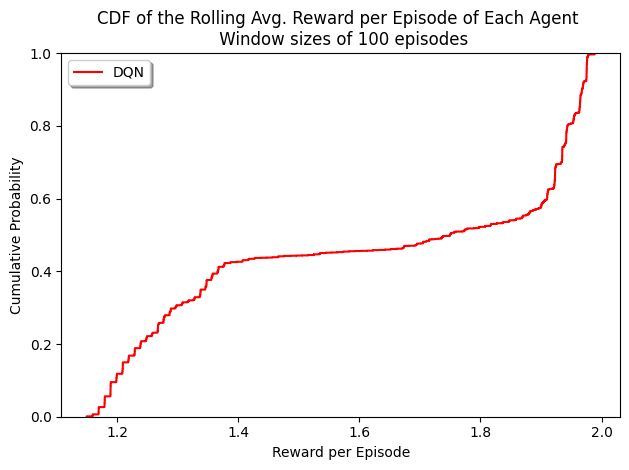 CDF of the Rolling Avg. Reward per Episode of Each Agent
Window sizes of 100 episodes
DQN
1.0
0.8
0.6
0.4
0.2
0.0
Cumulative Probability
1.2 1.4 1.6 1.8 2.0
Reward per Episode